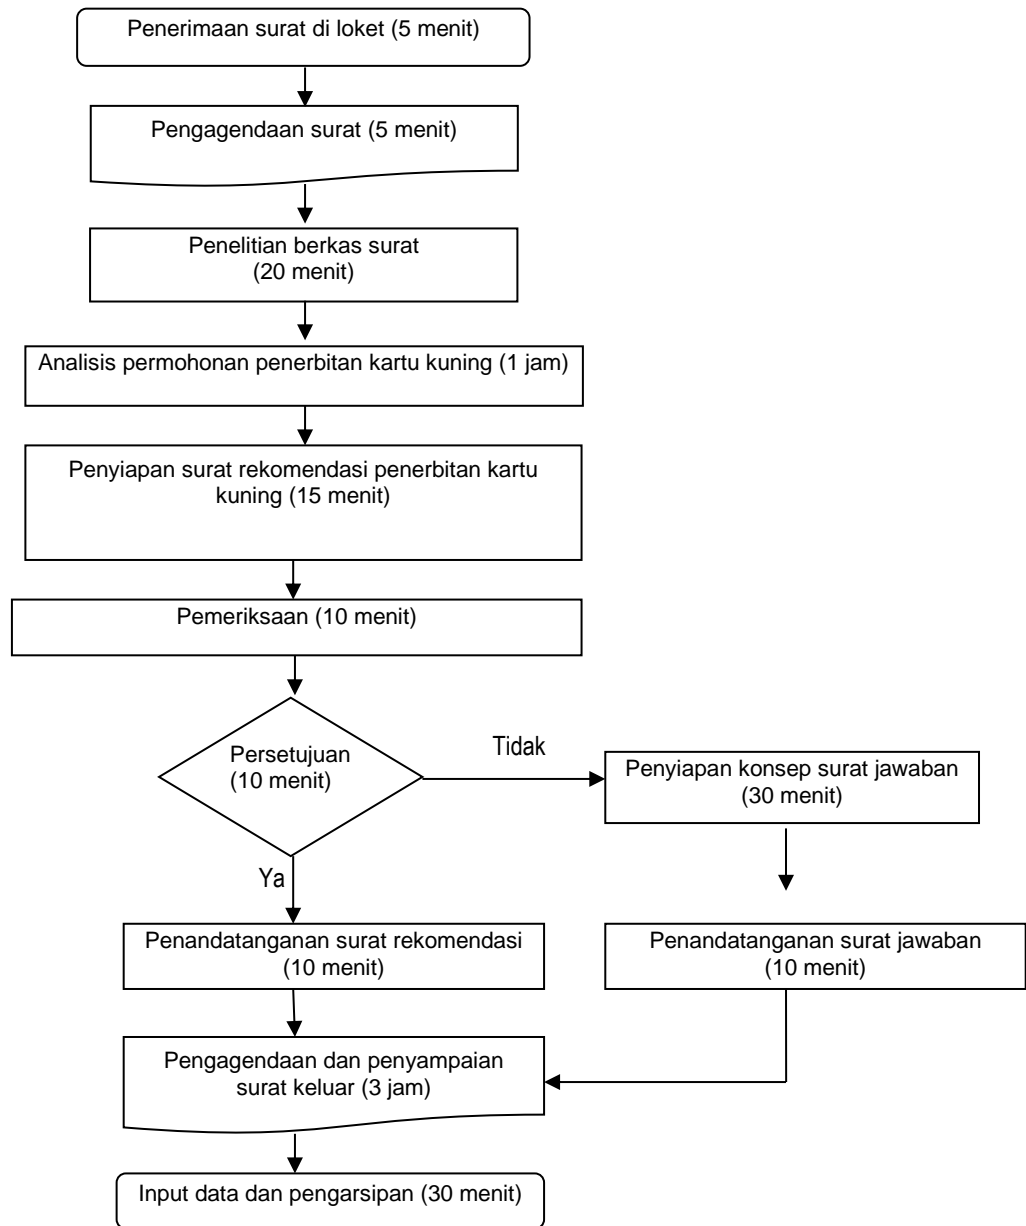 Penerimaan surat di loket (5 menit)
Pengagendaan surat (5 menit)
Penelitian berkas surat
(20 menit)
Analisis permohonan penerbitan kartu kuning (1 jam)
Penyiapan surat rekomendasi penerbitan kartu
kuning (15 menit)
Pemeriksaan (10 menit)
Persetujuan
(10 menit)
Tidak
Penyiapan konsep surat jawaban
(30 menit)
Ya
Penandatanganan surat rekomendasi
(10 menit)
Penandatanganan surat jawaban
(10 menit)
Pengagendaan dan penyampaian
surat keluar (3 jam)
Input data dan pengarsipan (30 menit)